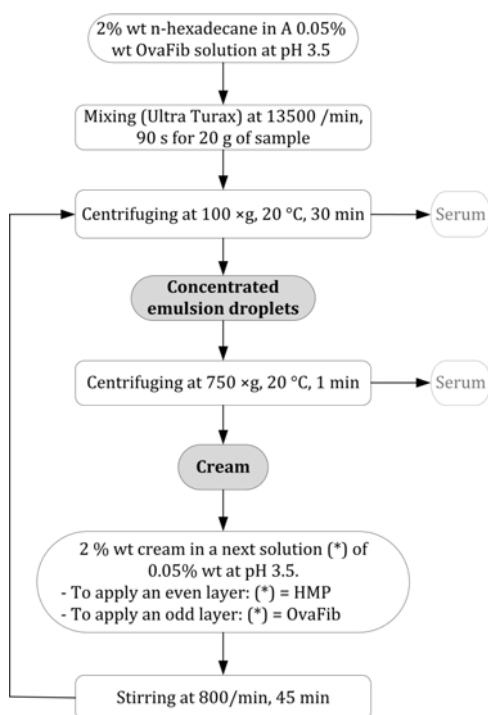 2% wt n-hexadecane in A 0.05%
wt OvaFib solution at pH 3.5
Mixing (Ultra Turax) at 13500 /min,
90 s for 20 g of sample
Centrifuging at 100 ×g, 20 °C, 30 min
Serum
Concentrated
emulsion droplets
Centrifuging at 750 ×g, 20 °C, 1 min
Serum
Cream
2 % wt cream in a next solution (*) of
0.05% wt at pH 3.5.
- To apply an even layer: (*) = HMP
- To apply an odd layer: (*) = OvaFib
Stirring at 800/min, 45 min